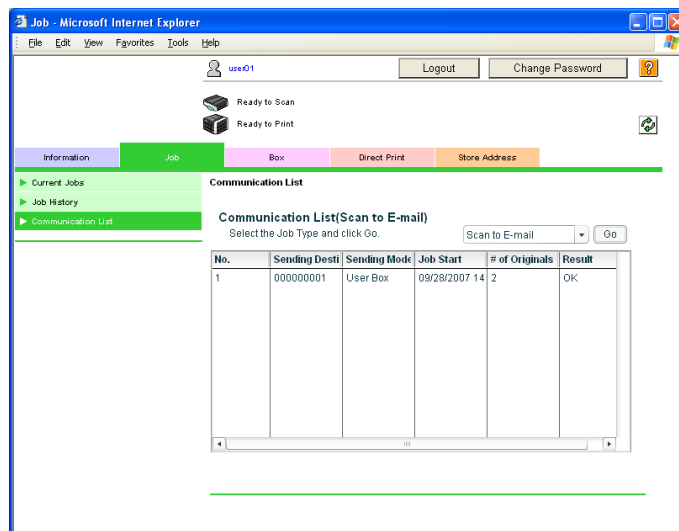 Job - Microsoft Internet Explorer
File Edit View Favorites Tools Help
user01 Logout Change Password ?
Ready to Scan
Ready to Print
Information Job Box Direct Print Store Address
Current Jobs
Job History
Communication List
Communication List
Communication List(Scan to E-mail)
Select the Job Type and click Go. Scan to E-mail Go
No. Sending Desti Sending Mode Job Start # of Originals Result
1 000000001 User Box 09/28/2007 14 2 OK